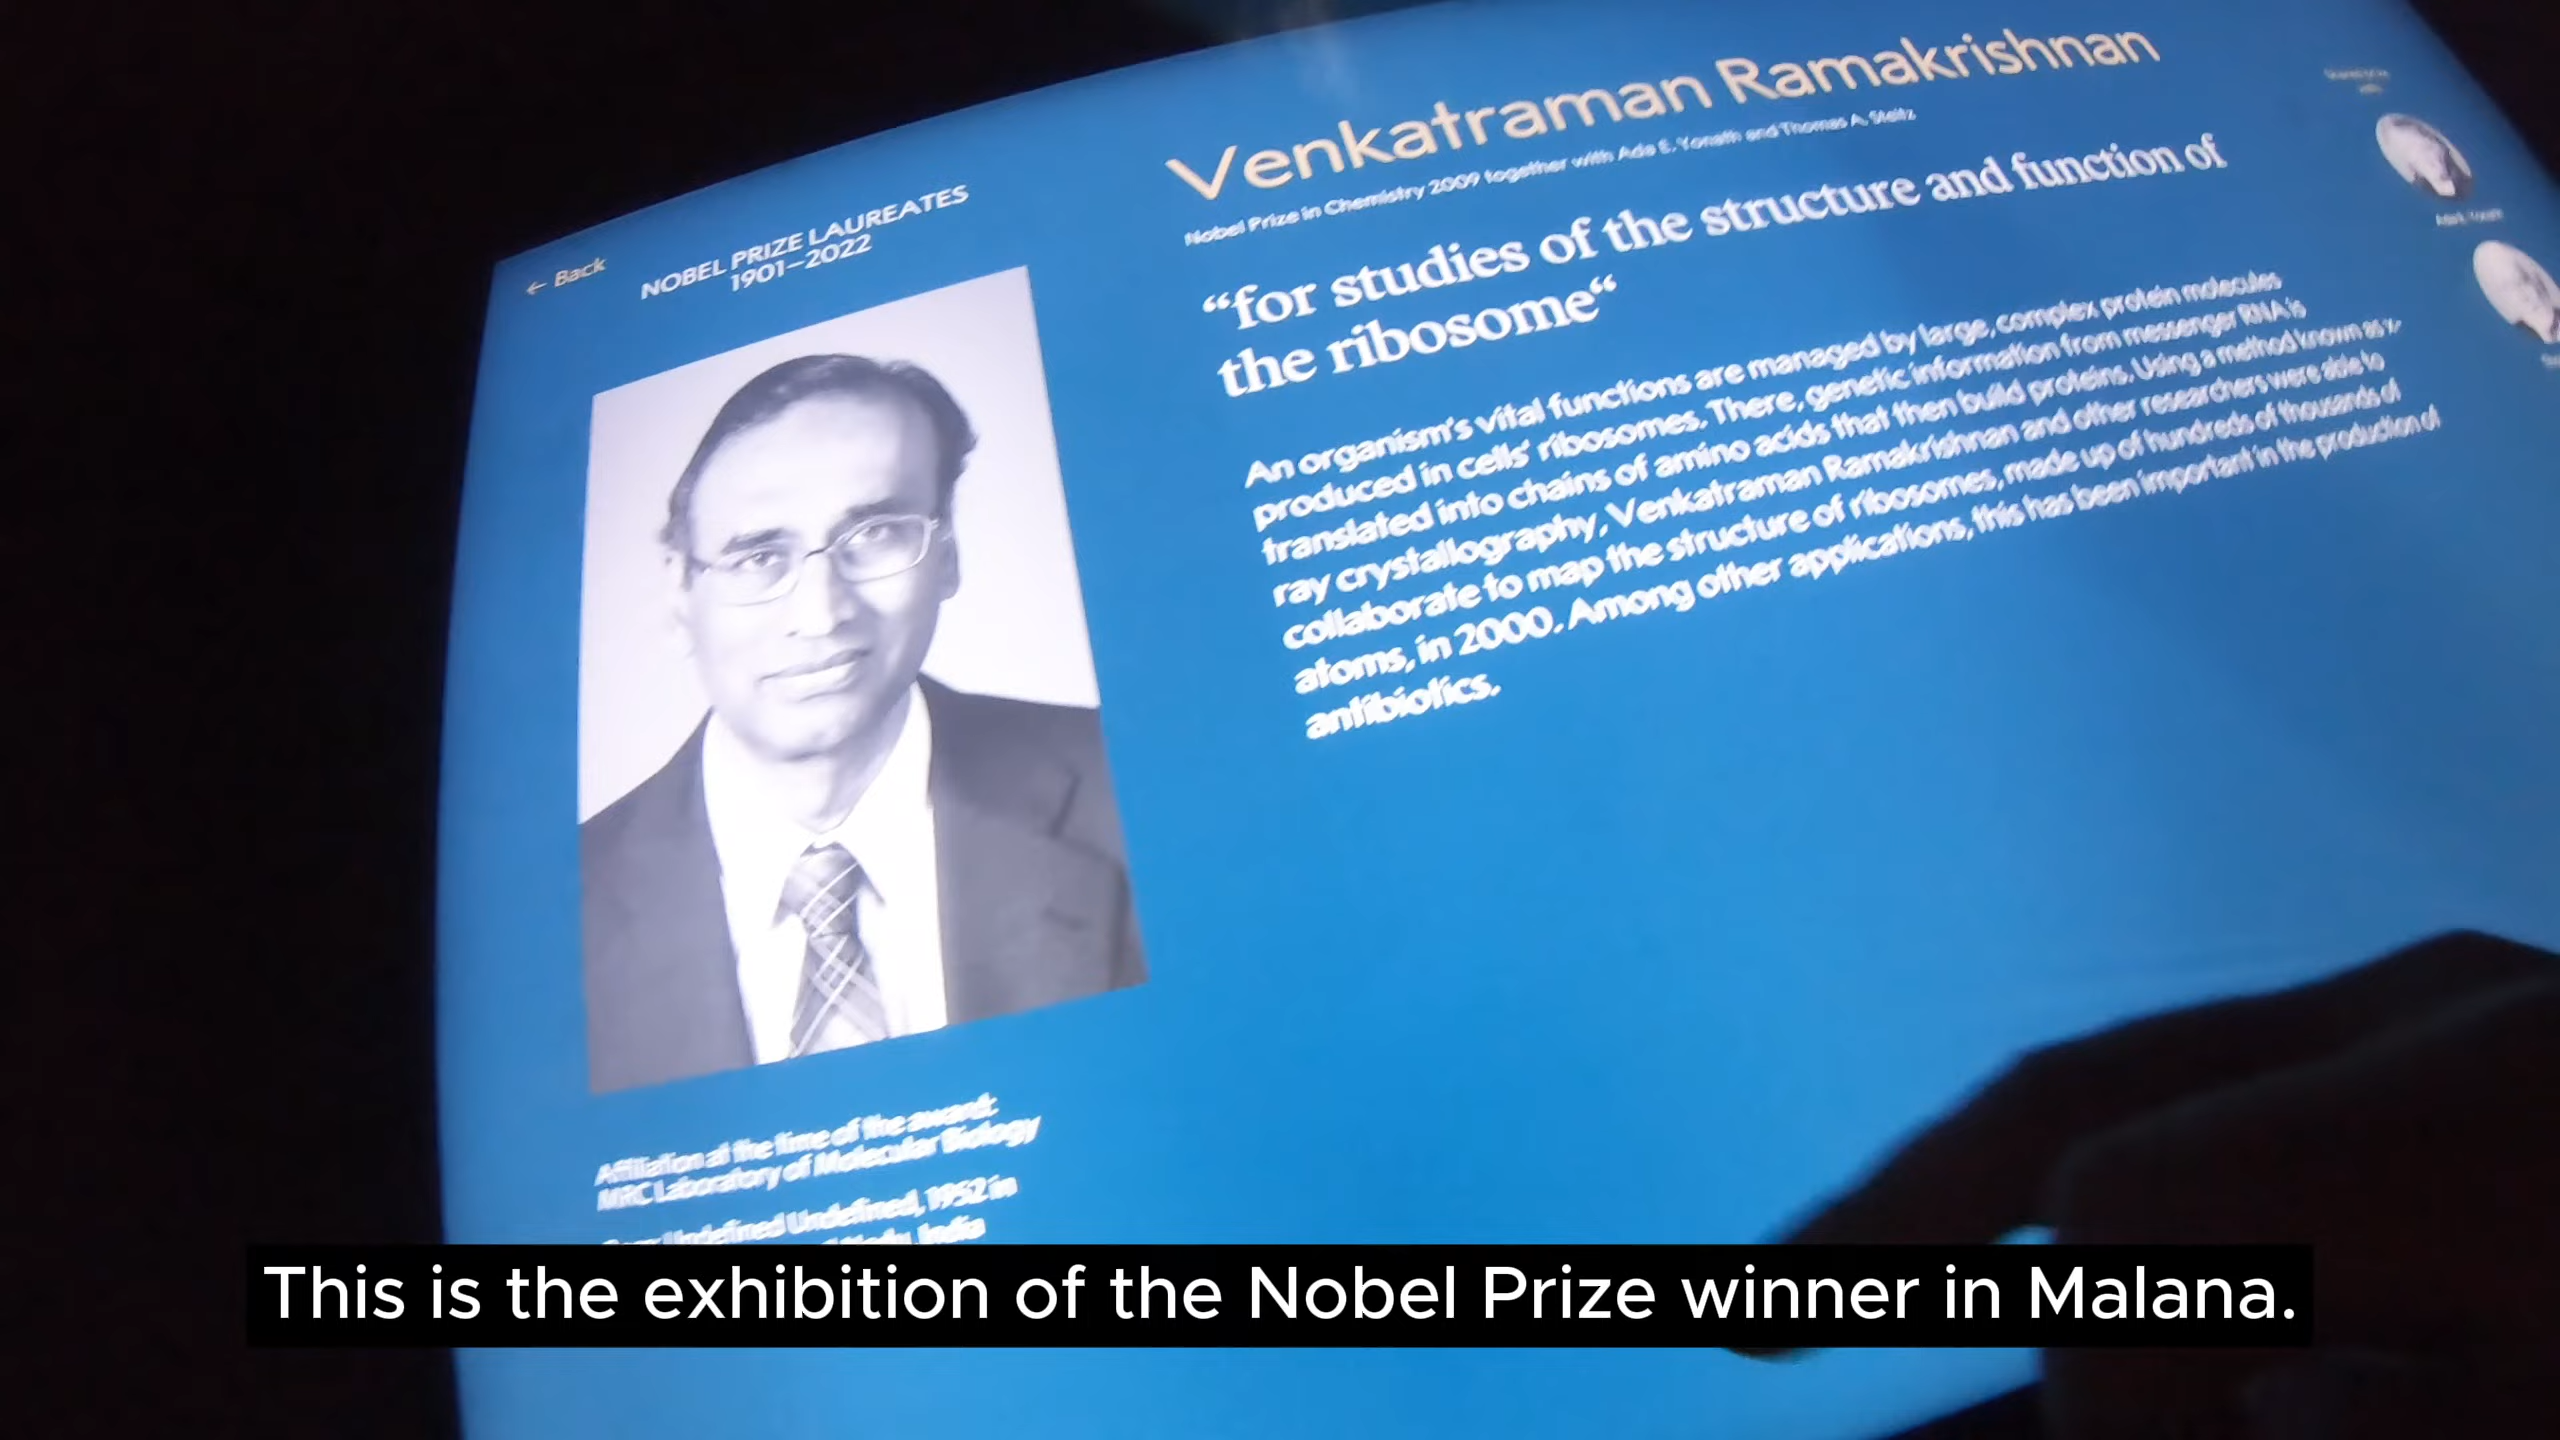 ← Back
NOBEL PRIZE LAUREATES
1901–2022
Venkatraman Ramakrishnan
Nobel Prize in Chemistry 2009 together with Ada E. Yonath and Thomas A. Steitz
“for studies of the structure and function of
the ribosome“
An organism's vital functions are managed by large, complex protein molecules
produced in cells' ribosomes. There, genetic information from messenger RNA is
translated into chains of amino acids that then build proteins. Using a method known as x-
ray crystallography, Venkatraman Ramakrishnan and other researchers were able to
collaborate to map the structure of ribosomes, made up of hundreds of thousands of
atoms, in 2000. Among other applications, this has been important in the production of
antibiotics.
Affiliation at the time of the award:
MRC Laboratory of Molecular Biology
Undefined Undefined, 1952 in
India
This is the exhibition of the Nobel Prize winner in Malana.